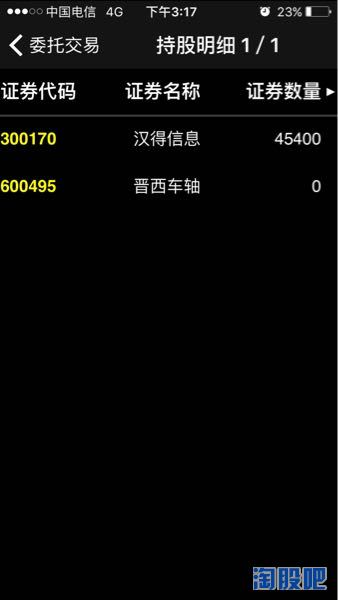 中国电信 4G 下午3:17 23%
委托交易 持股明细 1 / 1
证券代码 证券名称 证券数量
300170 汉得信息 45400
600495 晋西车轴 0
淘股吧